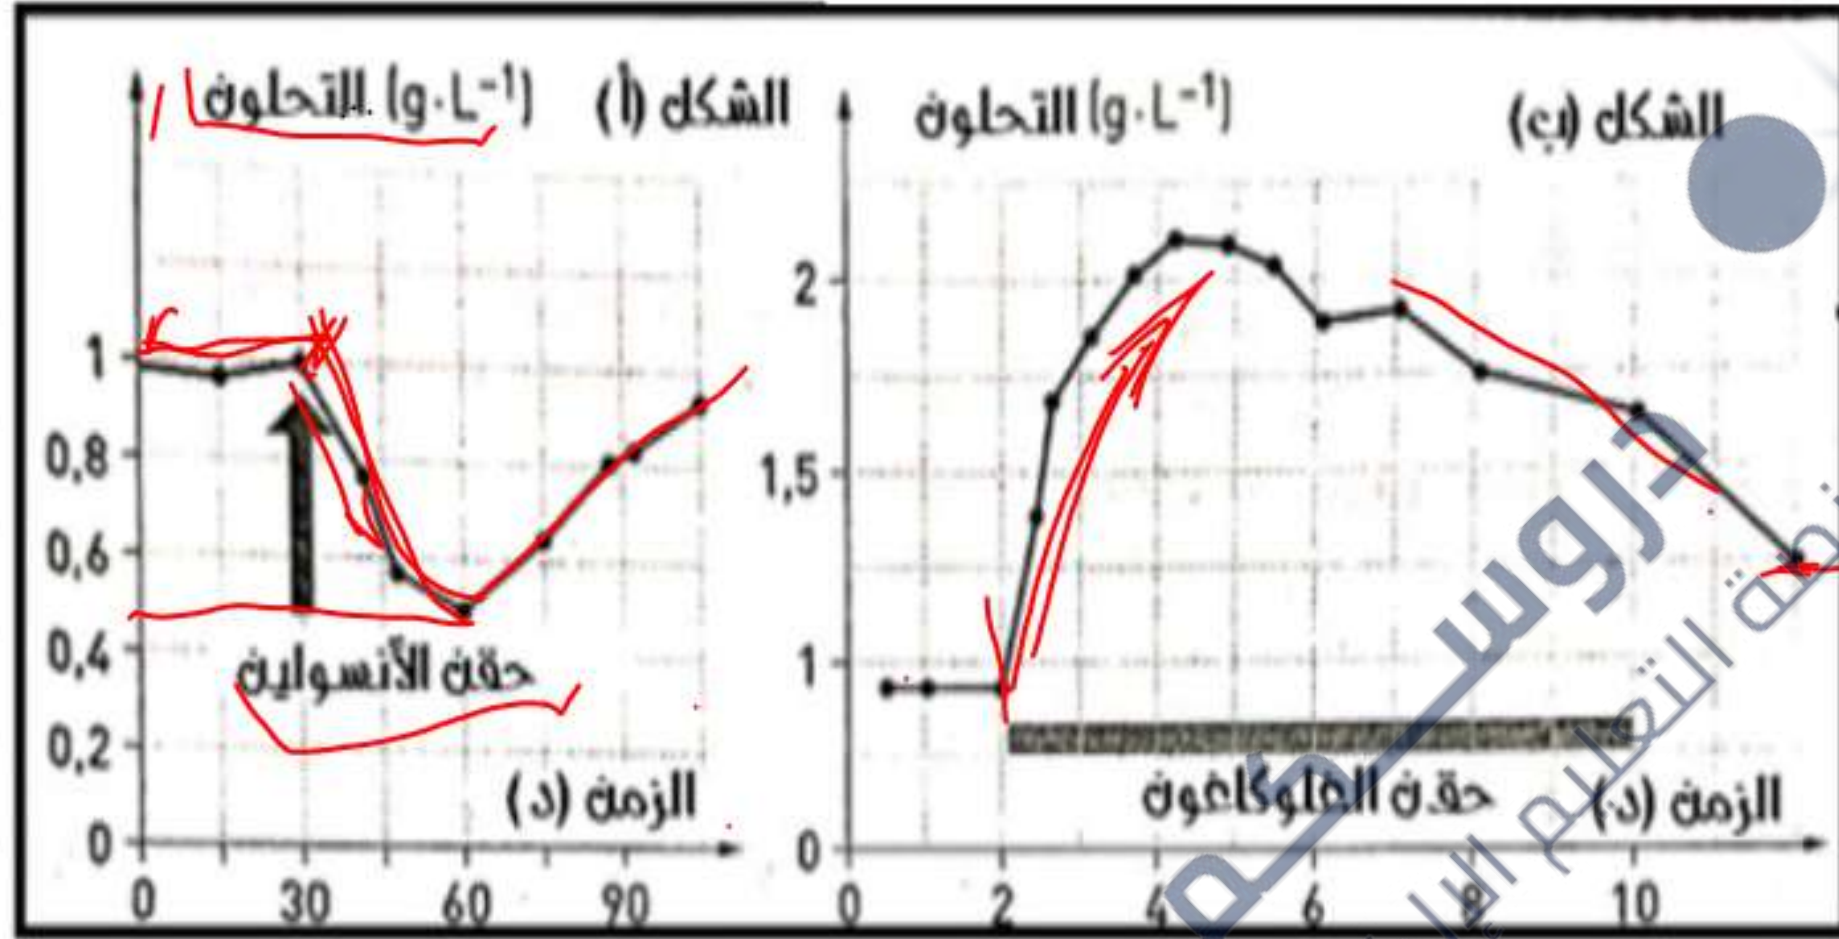 الشكل (أ) التحلون (g·L⁻¹)
1
0,8
0,6
0,4
0,2
0
حقن الأنسولين
الزمن (د)
0 30 60 90
الشكل (ب) التحلون (g·L⁻¹)
2
1,5
1
0
حقن الغلوكاغون
الزمن (د)
0 2 4 6 8 10